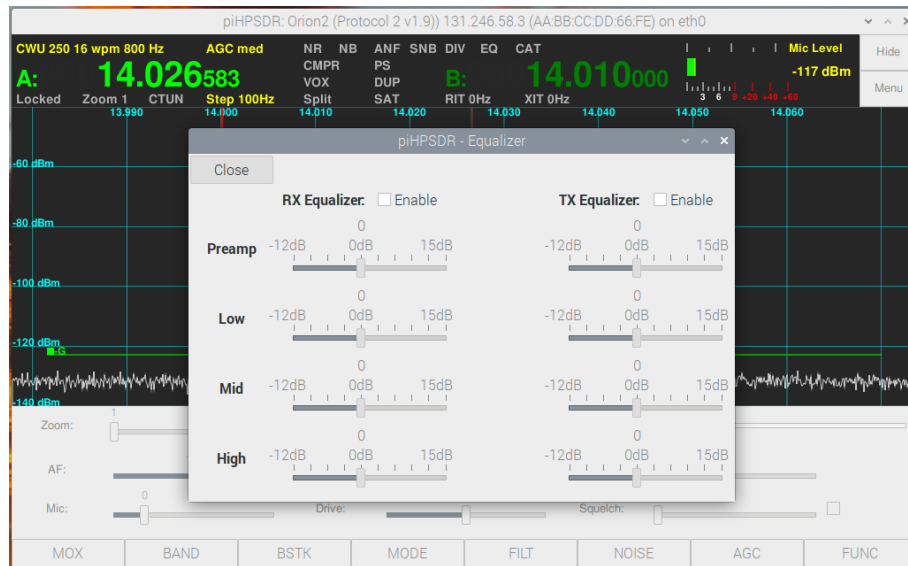 piHPSDR: Orion2 (Protocol 2 v1.9)) 131.246.58.3 (AA:BB:CC:DD:66:FE) on eth0
CWU 250 16 wpm 800 Hz AGC med NR NB ANF SNB DIV EQ CAT Mic Level Hide
CMPR PS
A: 14.026583 VOX DUP B: 14.010000 -117 dBm
Locked Zoom 1 CTUN Step 100Hz Split SAT RIT 0Hz XIT 0Hz 3 6 9 +20 +40 +60 Menu
13.990 14.000 14.010 14.020 14.030 14.040 14.050 14.060
piHPSDR - Equalizer
-60 dBm
Close
RX Equalizer: Enable TX Equalizer: Enable
-80 dBm
0 0
Preamp -12dB 0dB 15dB -12dB 0dB 15dB
-100 dBm
0 0
Low -12dB 0dB 15dB -12dB 0dB 15dB
-120 dBm
-G
0 0
Mid -12dB 0dB 15dB -12dB 0dB 15dB
-140 dBm
1
Zoom:
0 0
High -12dB 0dB 15dB -12dB 0dB 15dB
AF:
0
Mic: Drive: Squelch:
MOX BAND BSTK MODE FILT NOISE AGC FUNC